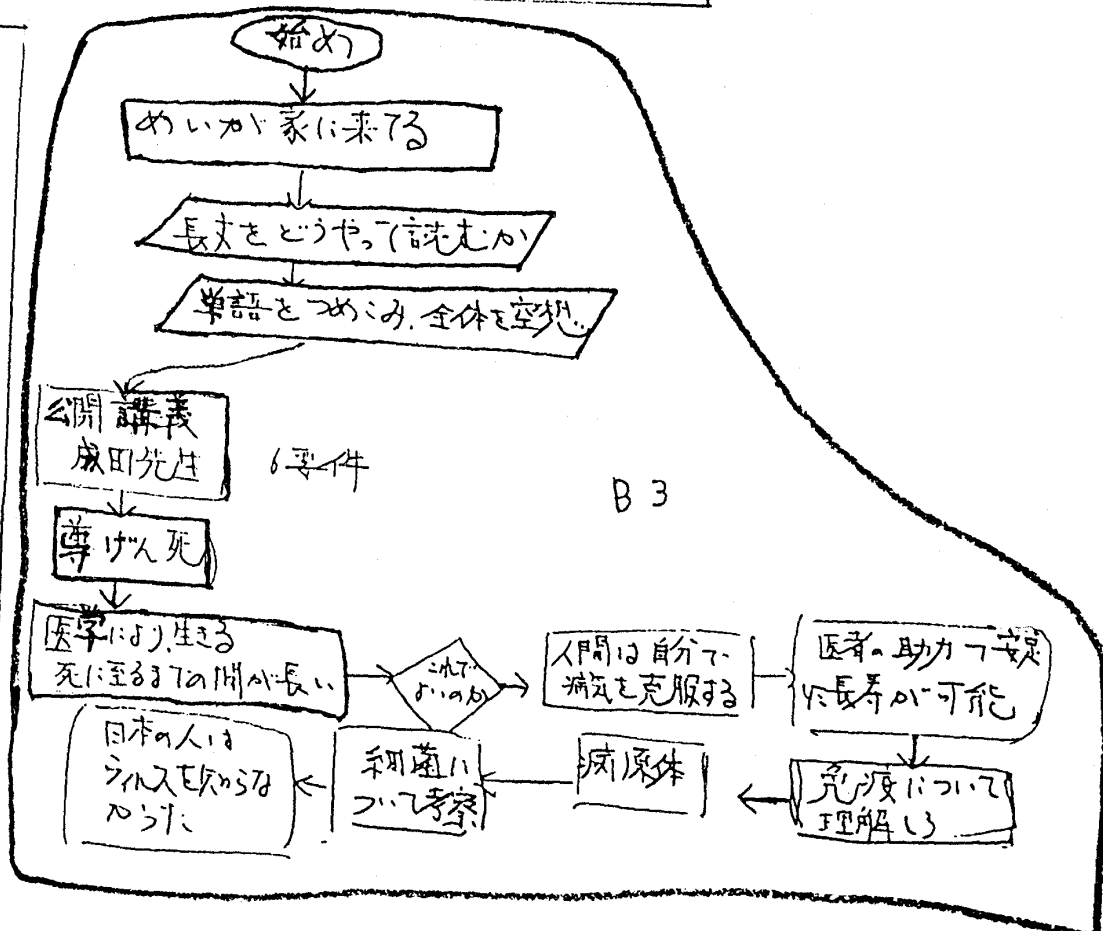 始め
めいが家に来てる
長文をどうやって読むか
単語をつめこみ、全体を空想
公開講義
成田先生
6要件
B3
尊げん死
医学により、生きる
死に至るまでの間が長い
これで
よいのか
人間は自分で
病気を克服する
医者の助力で
た長寿が可能
免疫について
理解しろ
病原体
細菌に
ついて考察
日本の人は
ウィルスを知らな
かった